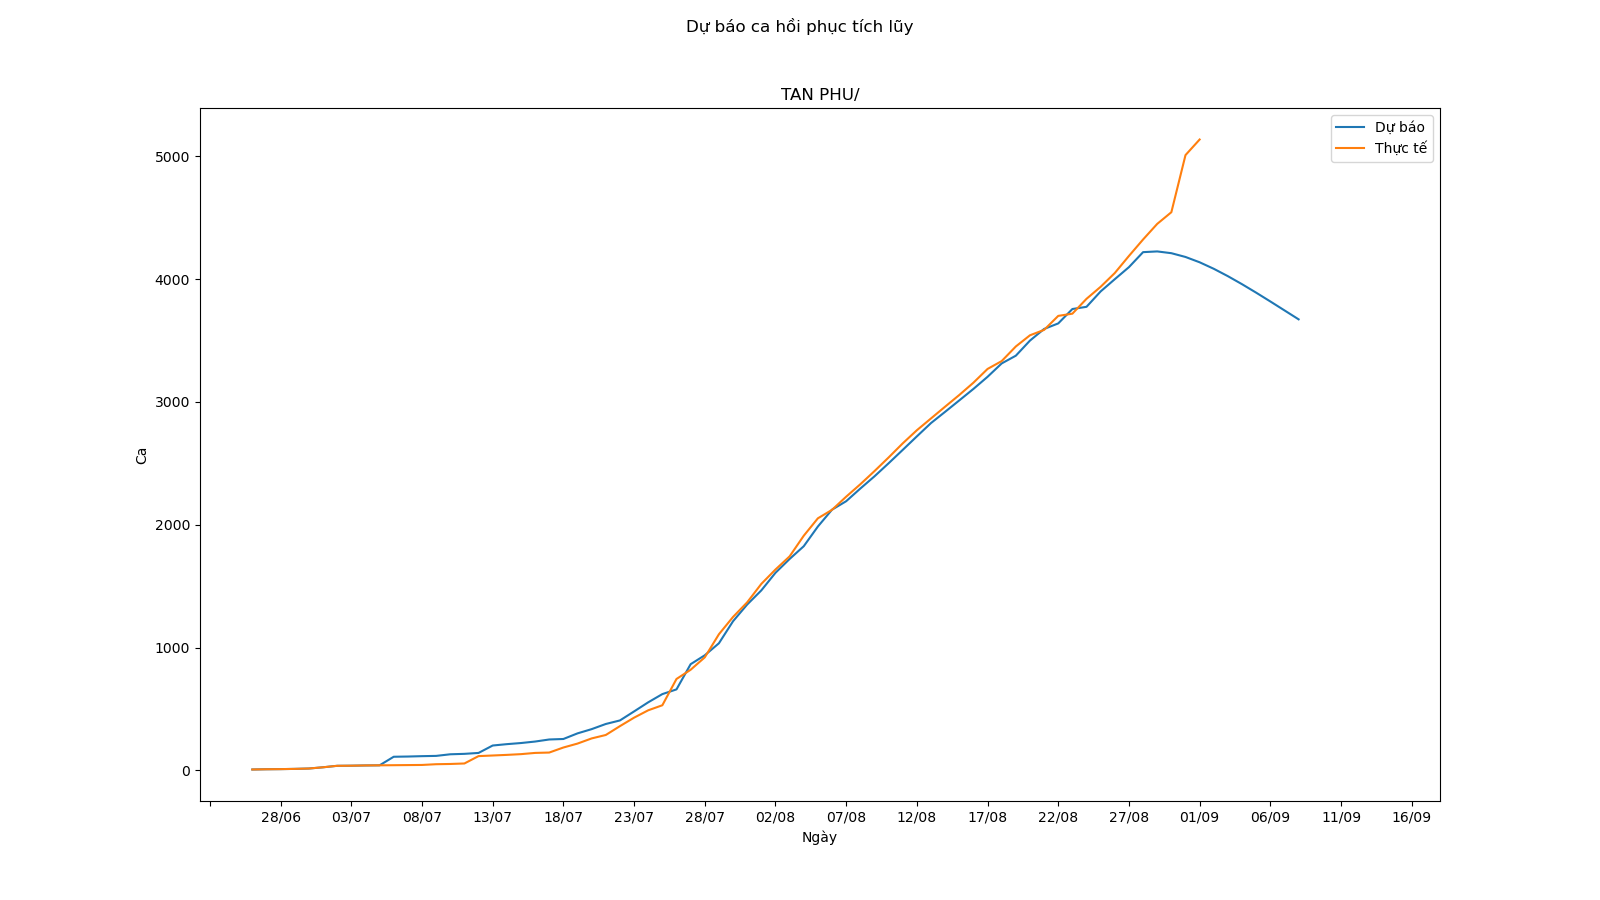 Dự báo ca hồi phục tích lũy
TAN PHU/
Dự báo
Thực tế
5000
4000
3000
2000
1000
0
Ca
28/06 03/07 08/07 13/07 18/07 23/07 28/07 02/08 07/08 12/08 17/08 22/08 27/08 01/09 06/09 11/09 16/09
Ngày